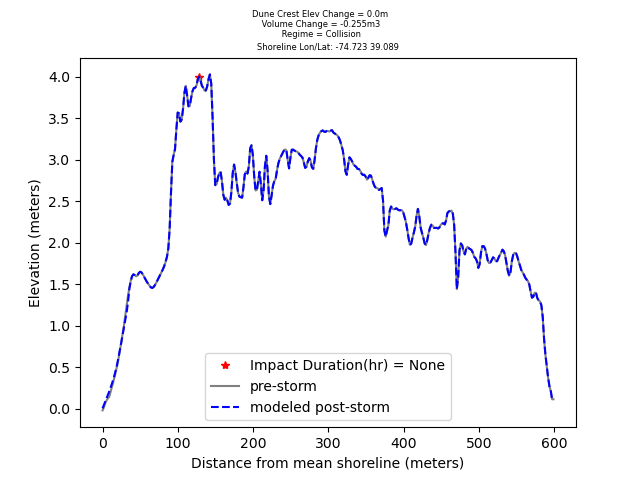 Dune Crest Elev Change = 0.0m
Volume Change = -0.255m3
Regime = Collision
Shoreline Lon/Lat: -74.723 39.089
4.0
3.5
3.0
2.5
2.0
1.5
1.0
0.5
0.0
Elevation (meters)
Impact Duration(hr) = None
pre-storm
modeled post-storm
0 100 200 300 400 500 600
Distance from mean shoreline (meters)